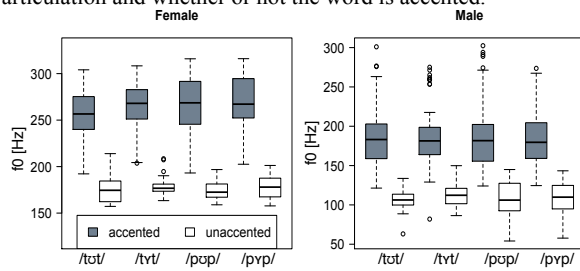 articulation and whether or not the word is accented.
Female
Male
f0 [Hz]
300
250
200
150
accented
unaccented
/tʊt/ /tʏt/ /pʊp/ /pʏp/
f0 [Hz]
300
250
200
150
100
50
/tʊt/ /tʏt/ /pʊp/ /pʏp/